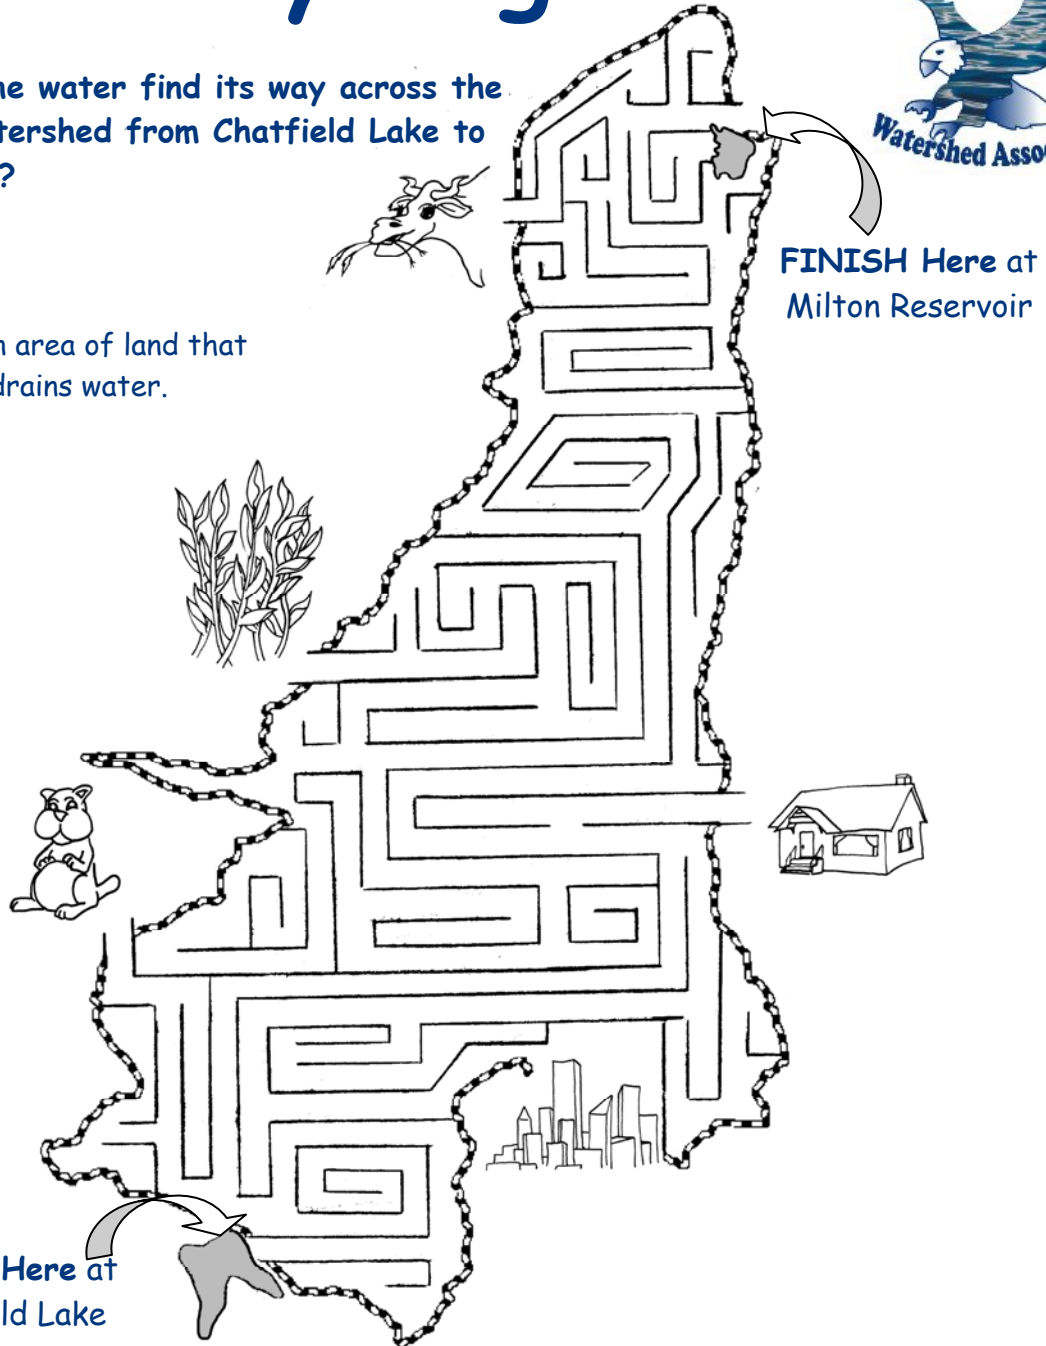 ne water find its way across the
tershed from Chatfield Lake to
?
Watershed Asso
FINISH Here at
Milton Reservoir
n area of land that
drains water.
Here at
ld Lake